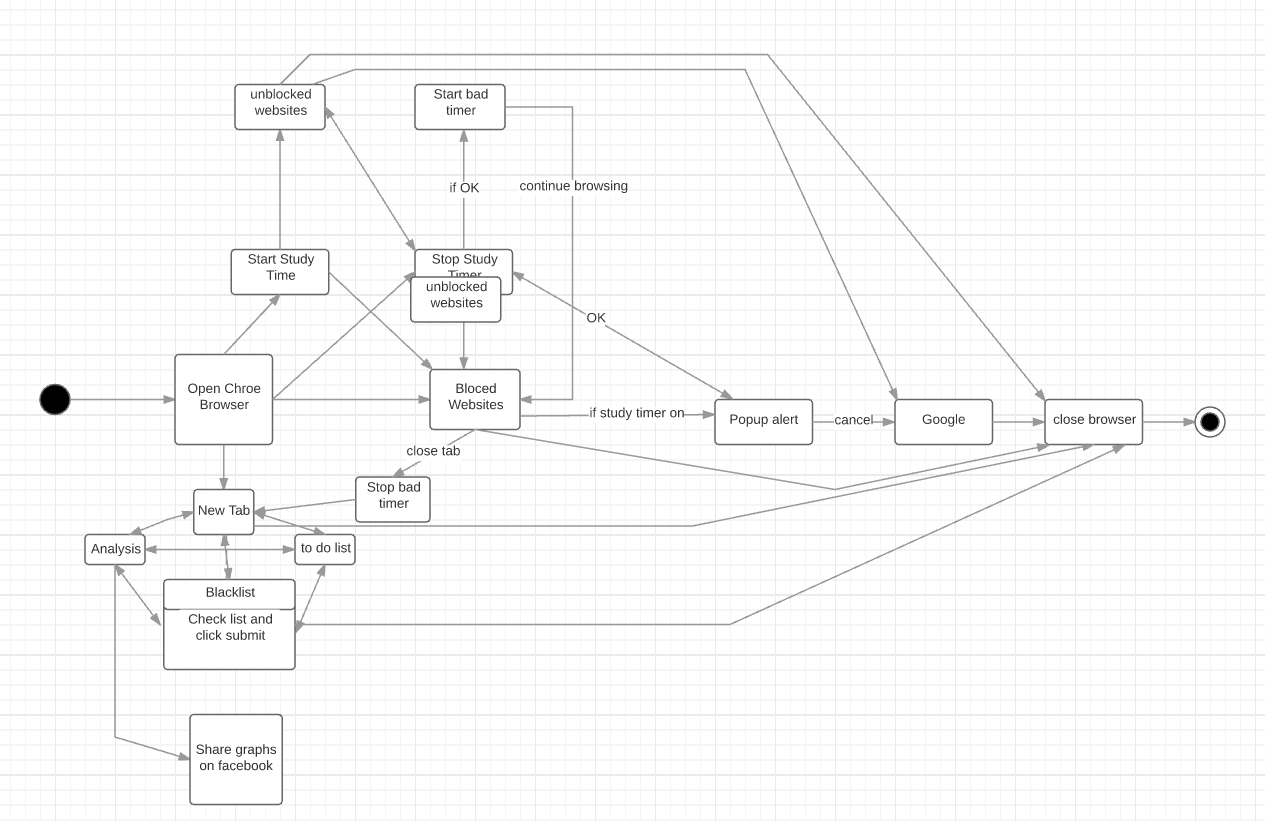 unblocked
websites
Start bad
timer
if OK
continue browsing
Start Study
Time
Stop Study
Timer
unblocked
websites
OK
Open Chroe
Browser
Bloced
Websites
if study timer on
Popup alert
cancel
Google
close browser
close tab
Stop bad
timer
New Tab
Analysis
to do list
Blacklist
Check list and
click submit
Share graphs
on facebook